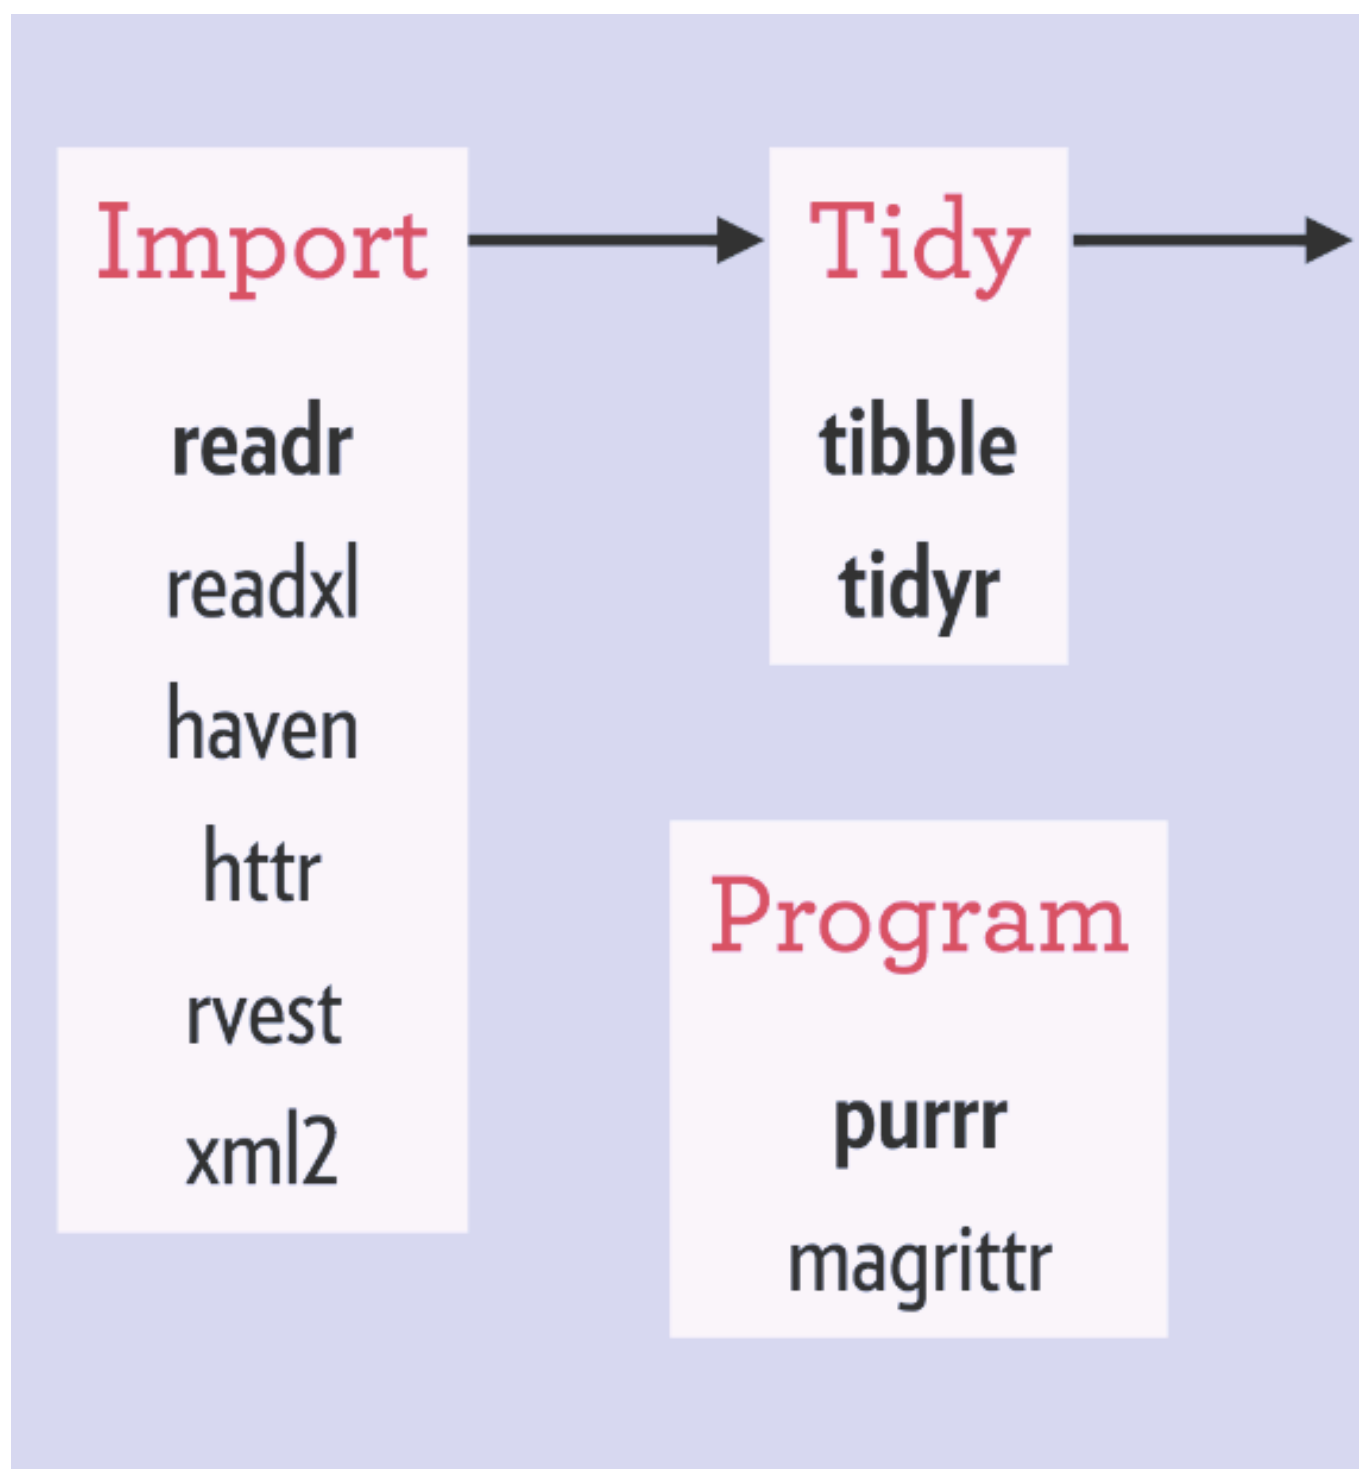 Import
readr
readxl
haven
httr
rvest
xml2
Tidy
tibble
tidyr
Program
purrr
magrittr